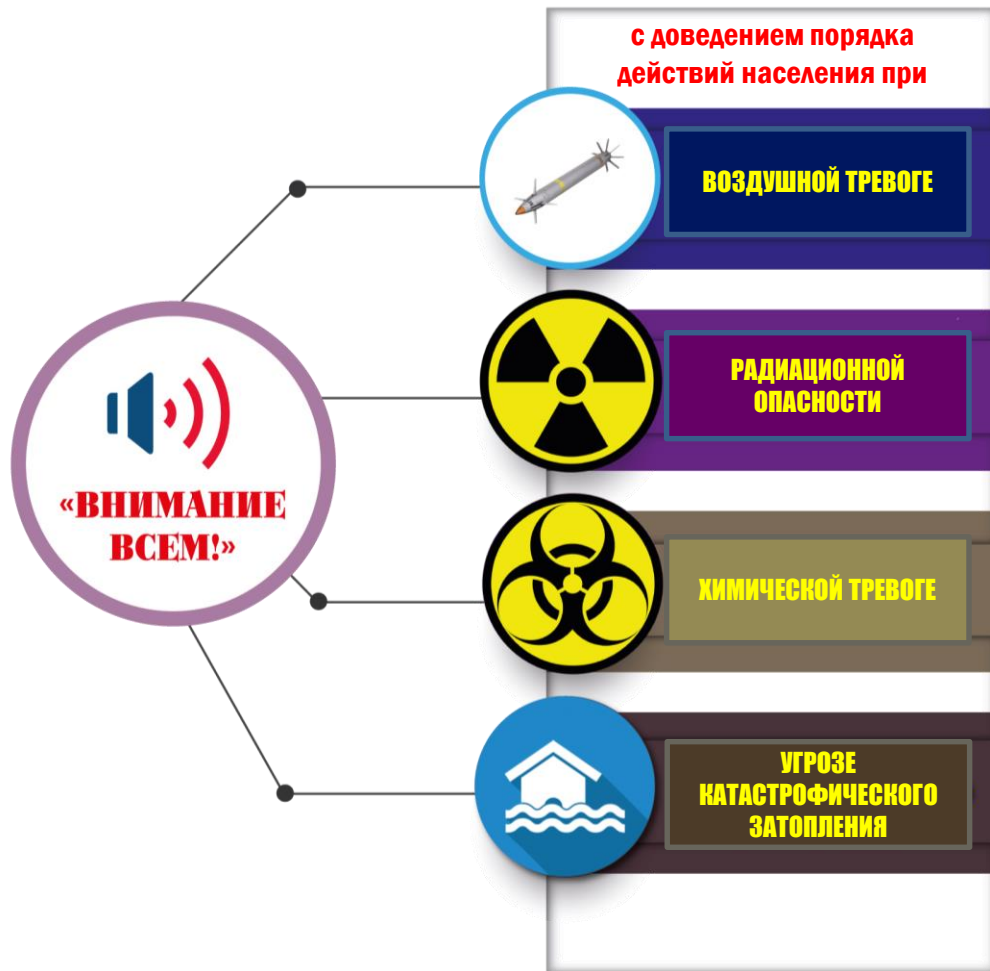 с доведением порядка
действий населения при
ВОЗДУШНОЙ ТРЕВОГЕ
РАДИАЦИОННОЙ
ОПАСНОСТИ
«ВНИМАНИЕ
ВСЕМ!»
ХИМИЧЕСКОЙ ТРЕВОГЕ
УГРОЗЕ
КАТАСТРОФИЧЕСКОГО
ЗАТОПЛЕНИЯ